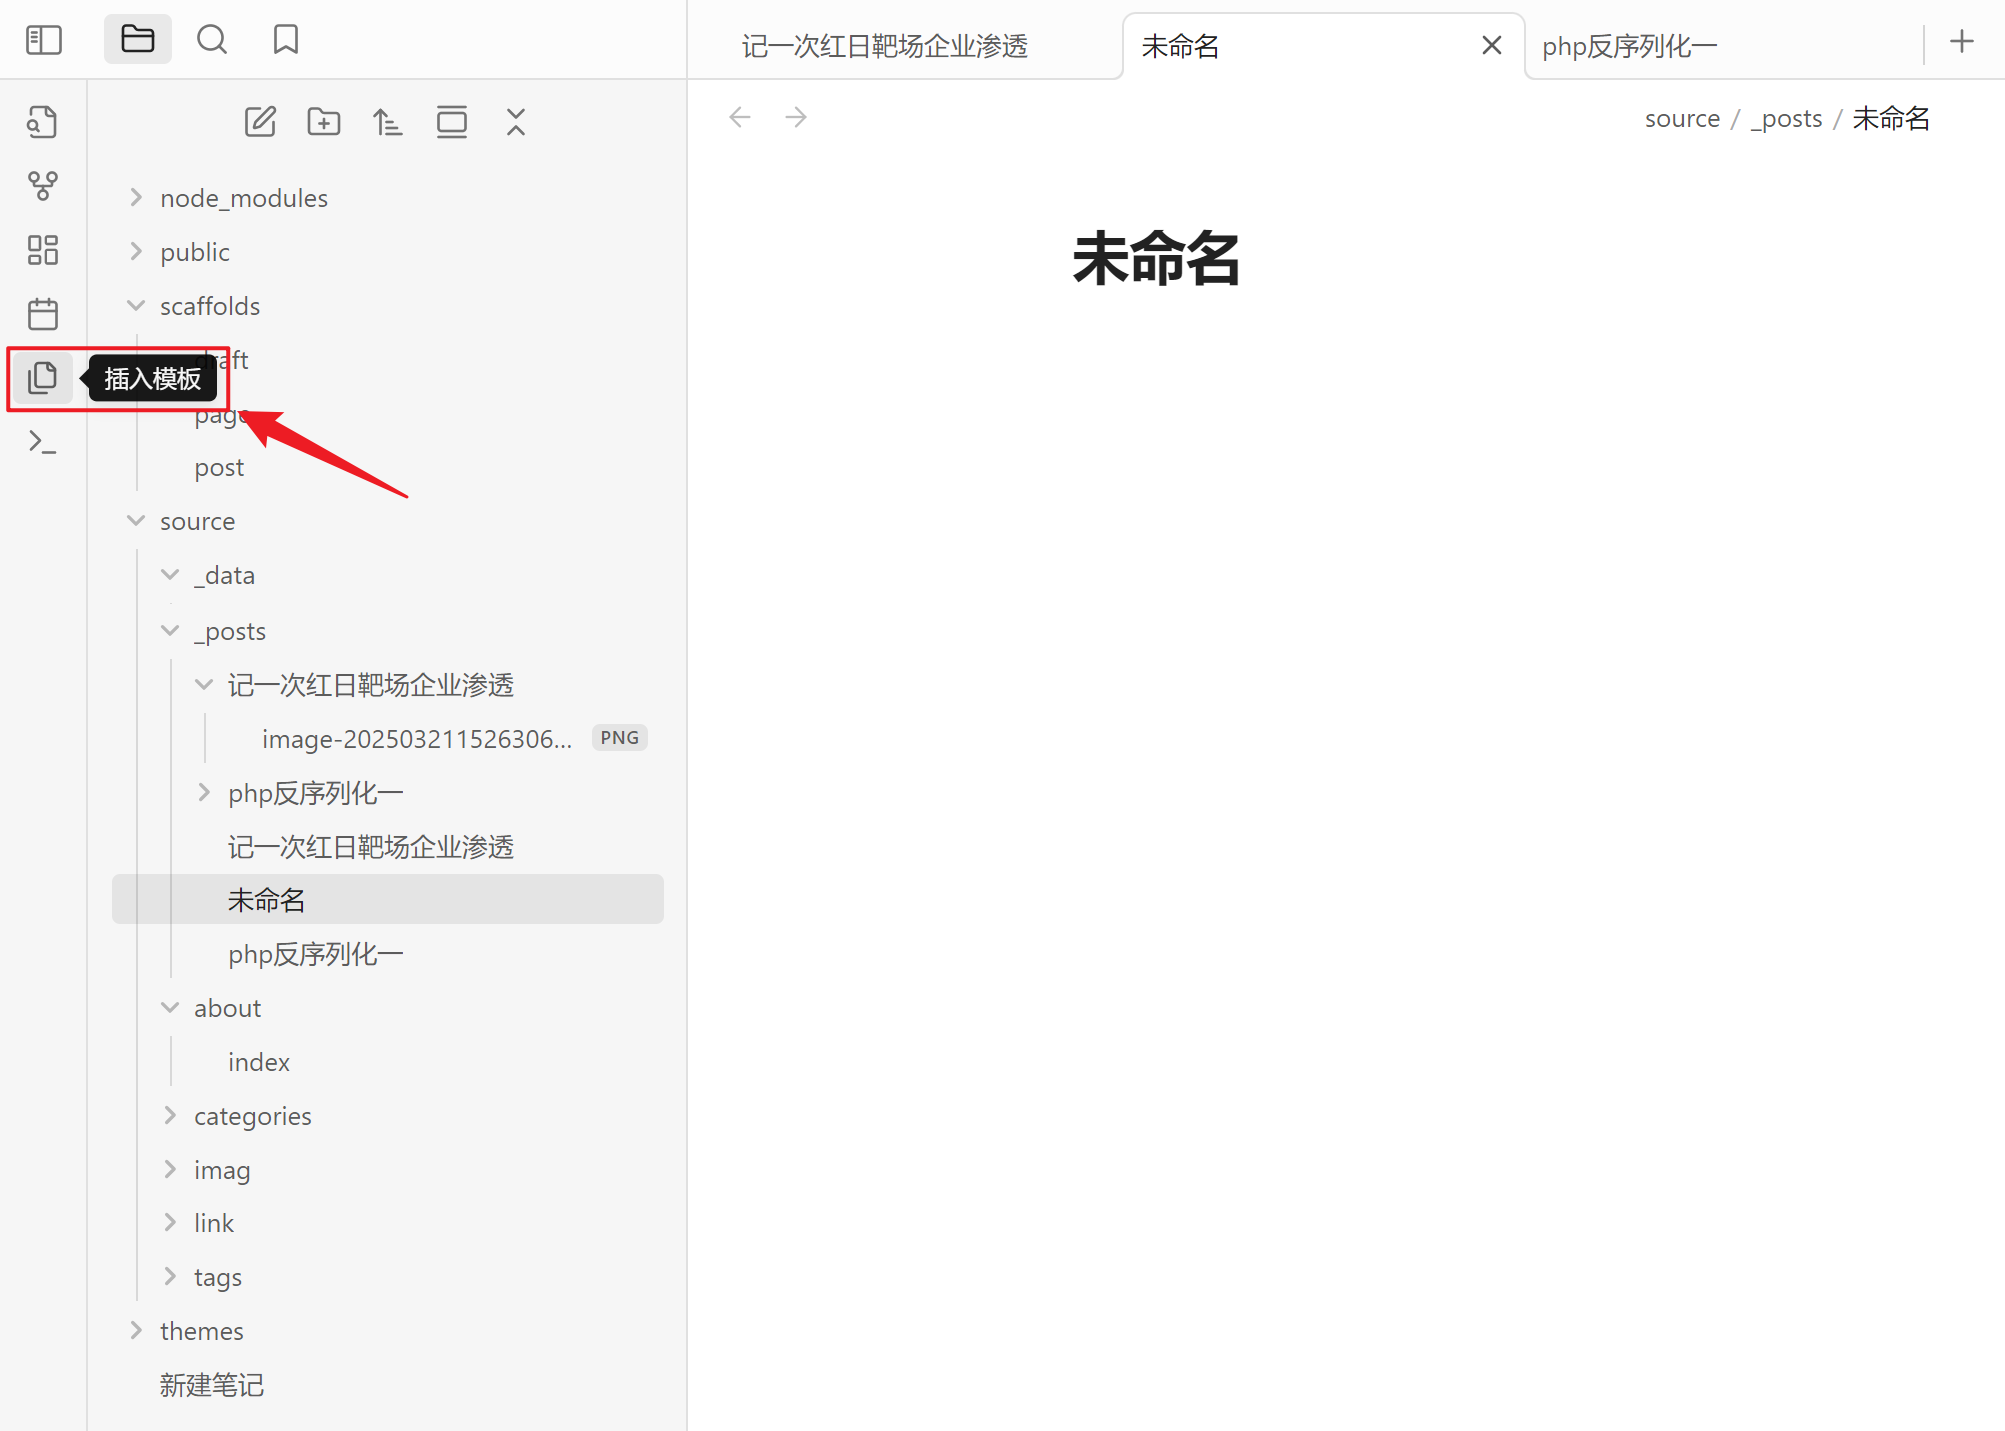 记一次红日靶场企业渗透
未命名
php反序列化一
source / _posts / 未命名
未命名
node_modules
public
scaffolds
draft
插入模板
page
post
source
_data
_posts
记一次红日靶场企业渗透
image-202503211526306... PNG
php反序列化一
记一次红日靶场企业渗透
未命名
php反序列化一
about
index
categories
imag
link
tags
themes
新建笔记